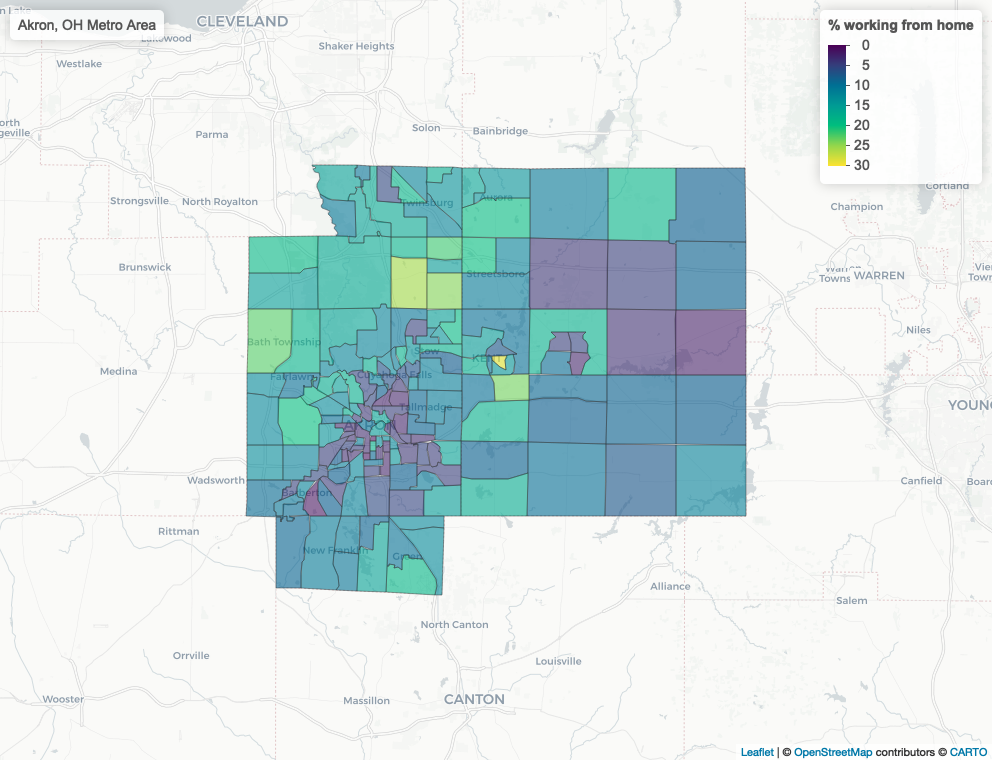 Akron, OH Metro Area
% working from home
0
5
10
15
20
25
30
CLEVELAND
Lakewood
Shaker Heights
Westlake
Parma
Solon
Bainbridge
Strongsville
North Royalton
Twinsburg
Aurora
Cortland
Champion
Brunswick
Streetsboro
WARREN
Niles
Medina
Bath Township
Stow
Fairlawn
Cuyahoga Falls
Tallmadge
AKRON
Wadsworth
Barberton
Canfield
Rittman
New Franklin
Green
Alliance
Salem
North Canton
Orrville
Louisville
Wooster
Massillon
CANTON
Leaflet | © OpenStreetMap contributors © CARTO